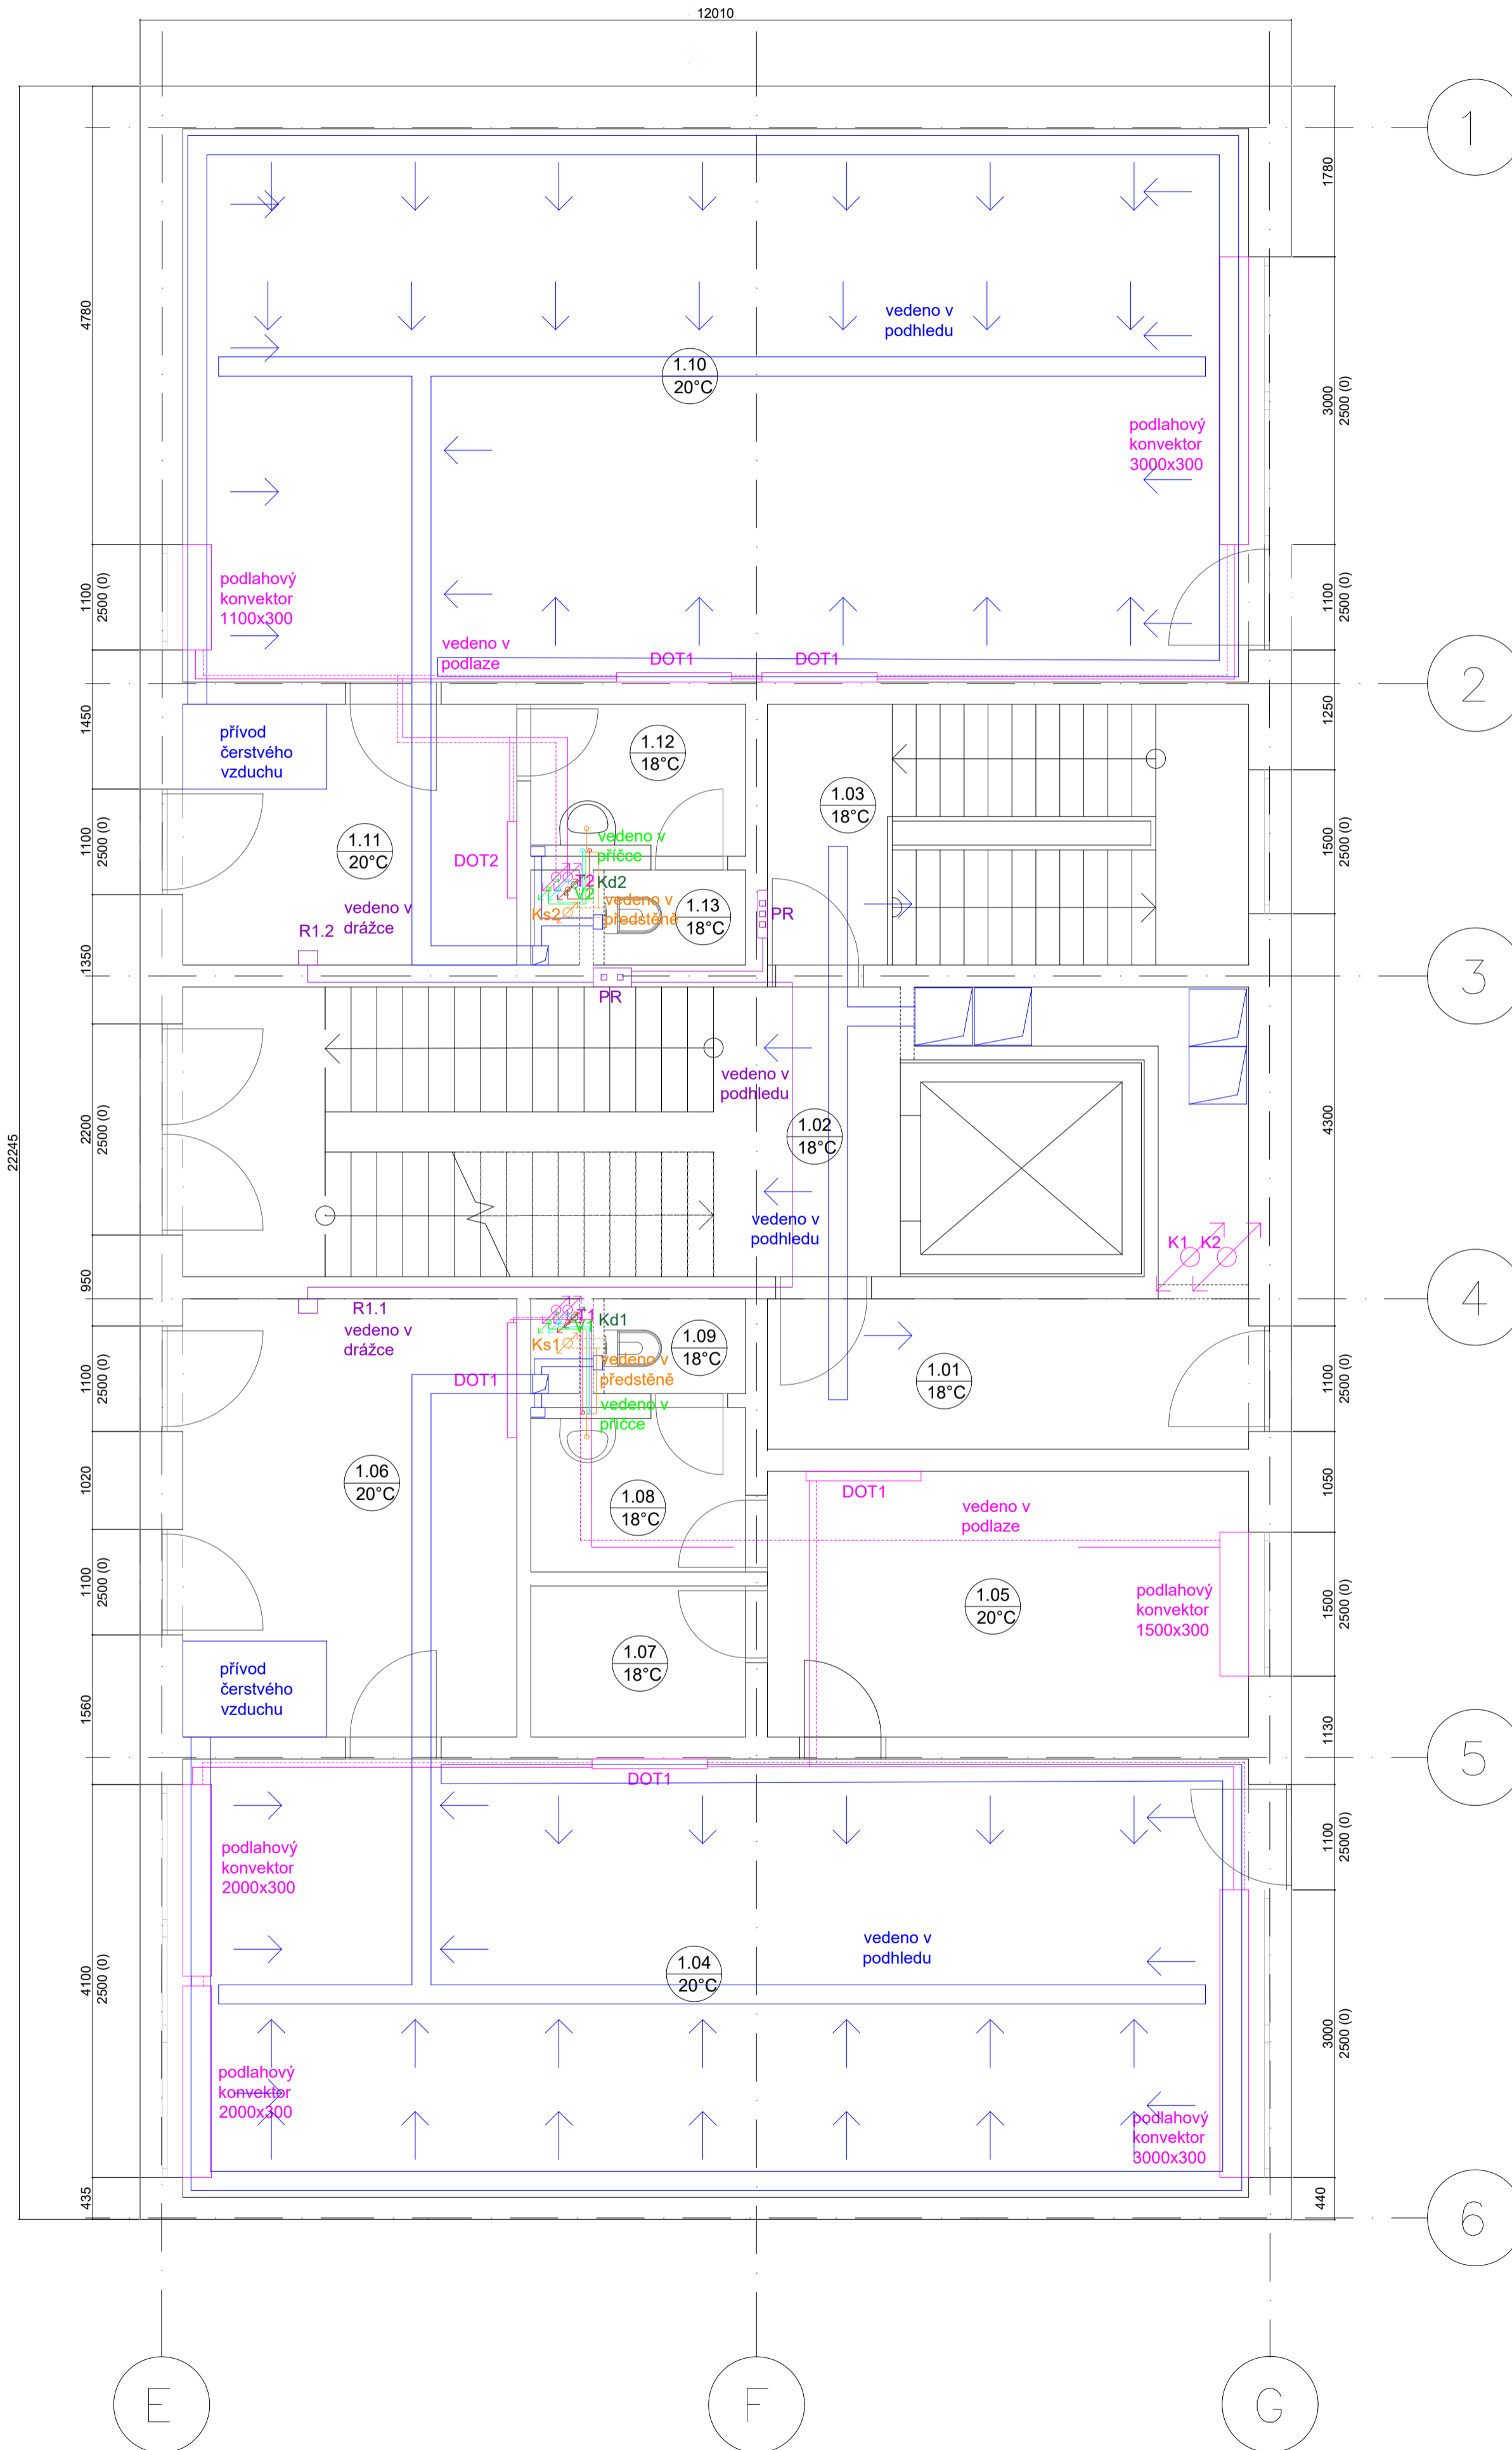 12010
1
1780
4780
vedeno v
podhledu
1.10
20°C
3000
2500 (0)
podlahový
konvektor
3000x300
podlahový
konvektor
1100x300
1100
2500 (0)
1100
2500 (0)
vedeno v
podlaze
DOT1
DOT1
2
1450
1250
přívod
čerstvého
vzduchu
1.12
18°C
1.03
18°C
1100
2500 (0)
1500
2500 (0)
1.11
20°C
DOT2
vedeno v
příčce
T2
V2
Kd2
Ks2
vedeno v
předstěně
1.13
18°C
PR
vedeno v
drážce
R1.2
1350
3
PR
vedeno v
podhledu
2200
2500 (0)
22245
1.02
18°C
4300
vedeno v
podhledu
K1
K2
950
4
R1.1
vedeno v
drážce
T1
V1
Kd1
Ks1
1.09
18°C
vedeno v
předstěně
1.01
18°C
1100
2500 (0)
1100
2500 (0)
DOT1
vedeno v
příčce
1.06
20°C
1020
1050
1.08
18°C
DOT1
vedeno v
podlaze
1100
2500 (0)
1500
2500 (0)
podlahový
konvektor
1500x300
1.05
20°C
1.07
18°C
přívod
čerstvého
vzduchu
1560
1130
5
DOT1
podlahový
konvektor
2000x300
1100
2500 (0)
vedeno v
podhledu
1.04
20°C
4100
2500 (0)
3000
2500 (0)
podlahový
konvektor
2000x300
podlahový
konvektor
3000x300
435
440
6
E
F
G